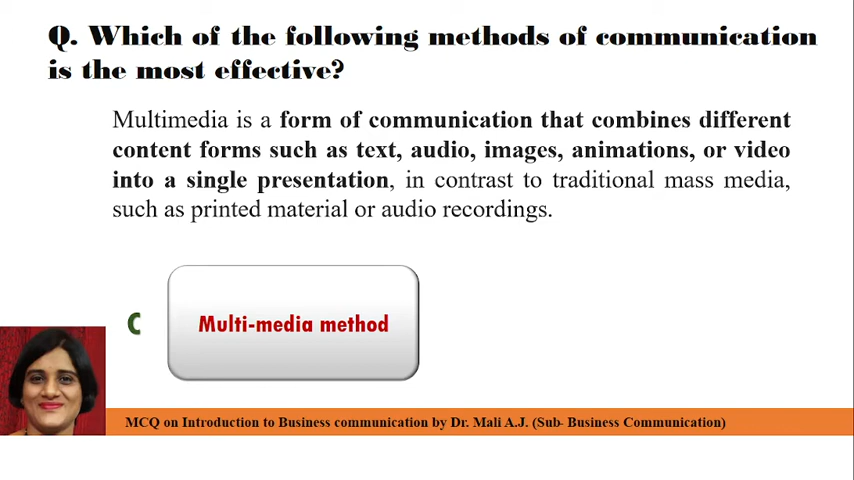 Q. Which of the following methods of communication
is the most effective?
Multimedia is a form of communication that combines different
content forms such as text, audio, images, animations, or video
into a single presentation, in contrast to traditional mass media,
such as printed material or audio recordings.
C
Multi-media method
MCQ on Introduction to Business communication by Dr. Mali A.J. (Sub- Business Communication)